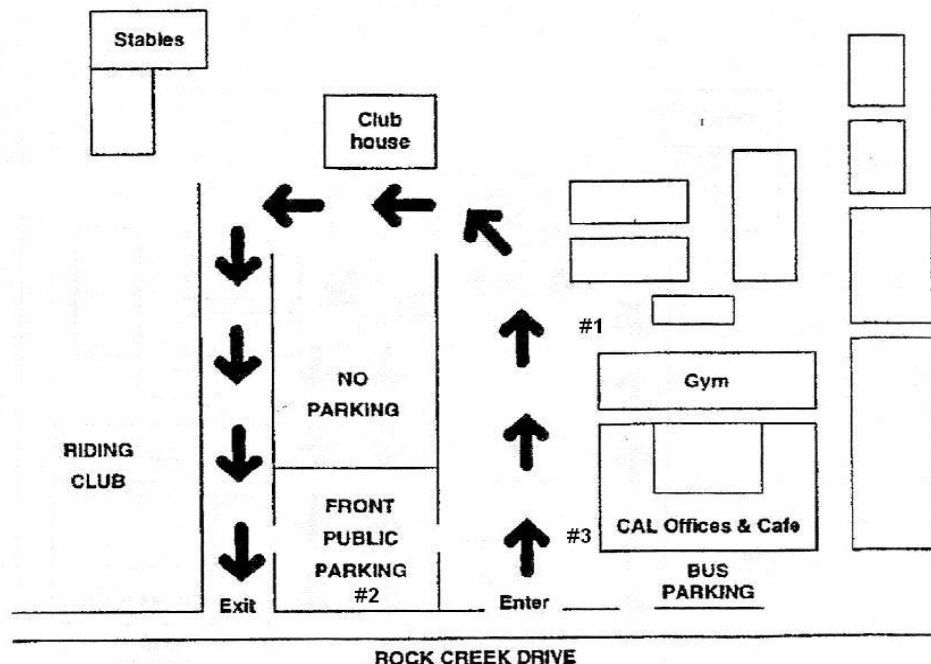 Stables
Club
house
#1
NO
PARKING
Gym
RIDING
CLUB
FRONT
PUBLIC
PARKING
#2
#3
CAL Offices & Cafe
BUS
PARKING
Exit
Enter
ROCK CREEK DRIVE